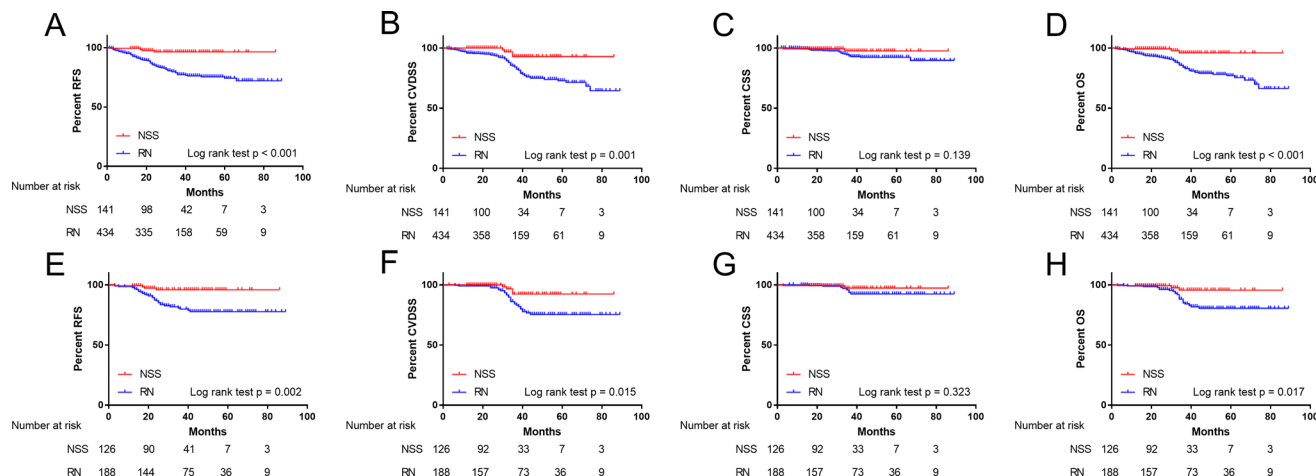 A
Percent RFS
100
50
0
NSS
RN
Log rank test p < 0.001
0 20 40 60 80 100
Months
Number at risk
NSS 141 98 42 7 3
RN 434 335 158 59 9
B
Percent CVDSS
100
50
0
NSS
RN
Log rank test p = 0.001
0 20 40 60 80 100
Months
Number at risk
NSS 141 100 34 7 3
RN 434 358 159 61 9
C
Percent CSS
100
50
0
NSS
RN
Log rank test p = 0.139
0 20 40 60 80 100
Months
Number at risk
NSS 141 100 34 7 3
RN 434 358 159 61 9
D
Percent OS
100
50
0
NSS
RN
Log rank test p < 0.001
0 20 40 60 80 100
Months
Number at risk
NSS 141 100 34 7 3
RN 434 358 159 61 9
E
Percent RFS
100
50
0
NSS
RN
Log rank test p = 0.002
0 20 40 60 80 100
Months
Number at risk
NSS 126 90 41 7 3
RN 188 144 75 36 9
F
Percent CVDSS
100
50
0
NSS
RN
Log rank test p = 0.015
0 20 40 60 80 100
Months
Number at risk
NSS 126 92 33 7 3
RN 188 157 73 36 9
G
Percent CSS
100
50
0
NSS
RN
Log rank test p = 0.323
0 20 40 60 80 100
Months
Number at risk
NSS 126 92 33 7 3
RN 188 157 73 36 9
H
Percent OS
100
50
0
NSS
RN
Log rank test p = 0.017
0 20 40 60 80 100
Months
Number at risk
NSS 126 92 33 7 3
RN 188 157 73 36 9